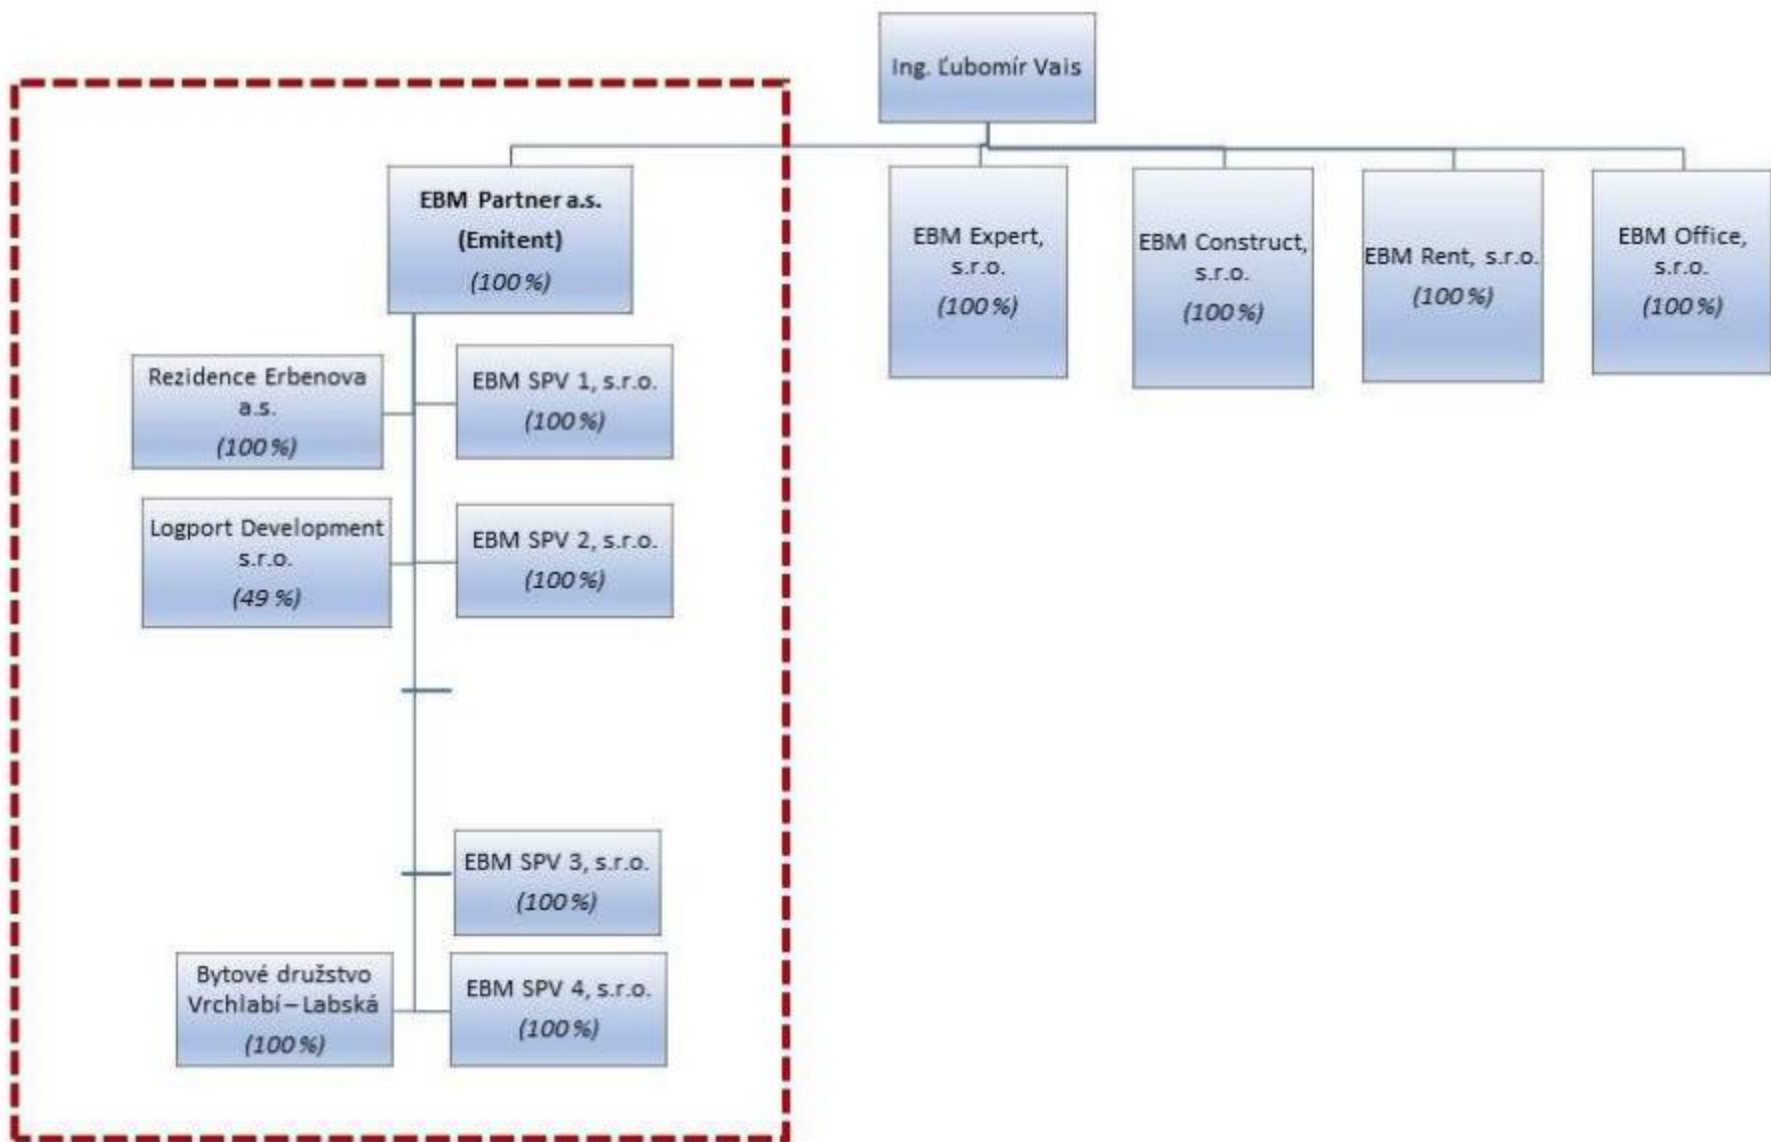 Ing. Ľubomír Vais
EBM Partner a.s.
(Emitent)
(100 %)
EBM Expert,
s.r.o.
(100 %)
EBM Construct,
s.r.o.
(100 %)
EBM Rent, s.r.o.
(100 %)
EBM Office,
s.r.o.
(100 %)
Rezidence Erbenova
a.s.
(100 %)
EBM SPV 1, s.r.o.
(100 %)
Logport Development
s.r.o.
(49 %)
EBM SPV 2, s.r.o.
(100 %)
EBM SPV 3, s.r.o.
(100 %)
Bytové družstvo
Vrchlabí – Labská
(100 %)
EBM SPV 4, s.r.o.
(100 %)